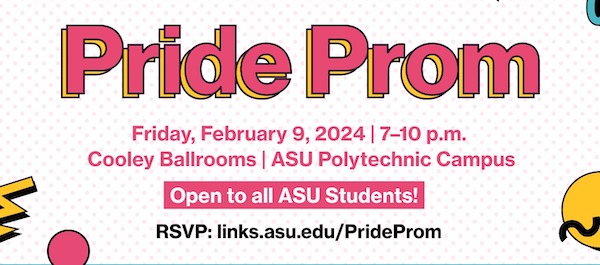 Pride Prom
Friday, February 9, 2024 | 7–10 p.m.
Cooley Ballrooms | ASU Polytechnic Campus
Open to all ASU Students!
RSVP: links.asu.edu/PrideProm